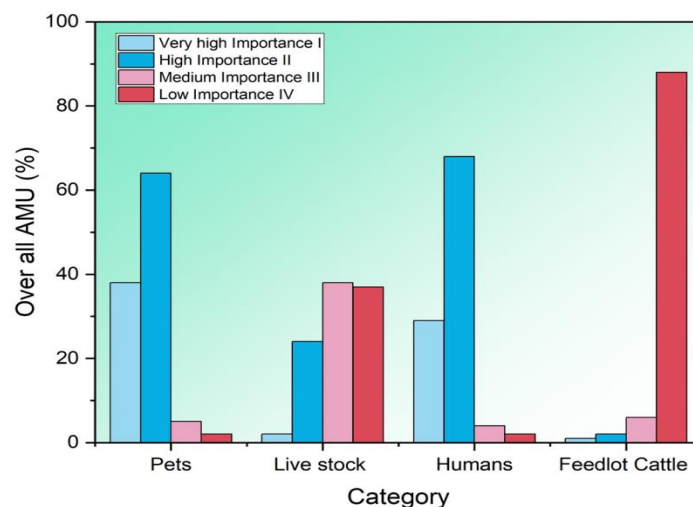 100
80
60
40
20
0
Over all AMU (%)
Very high Importance I
High Importance II
Medium Importance III
Low Importance IV
Pets
Live stock
Humans
Feedlot Cattle
Category